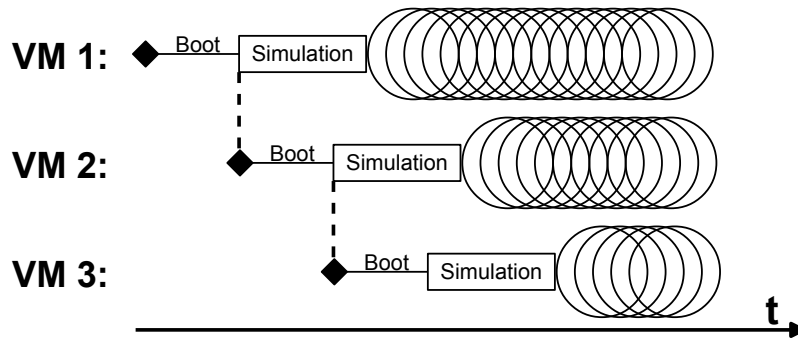 VM 1:
Boot
Simulation
VM 2:
Boot
Simulation
VM 3:
Boot
Simulation
t